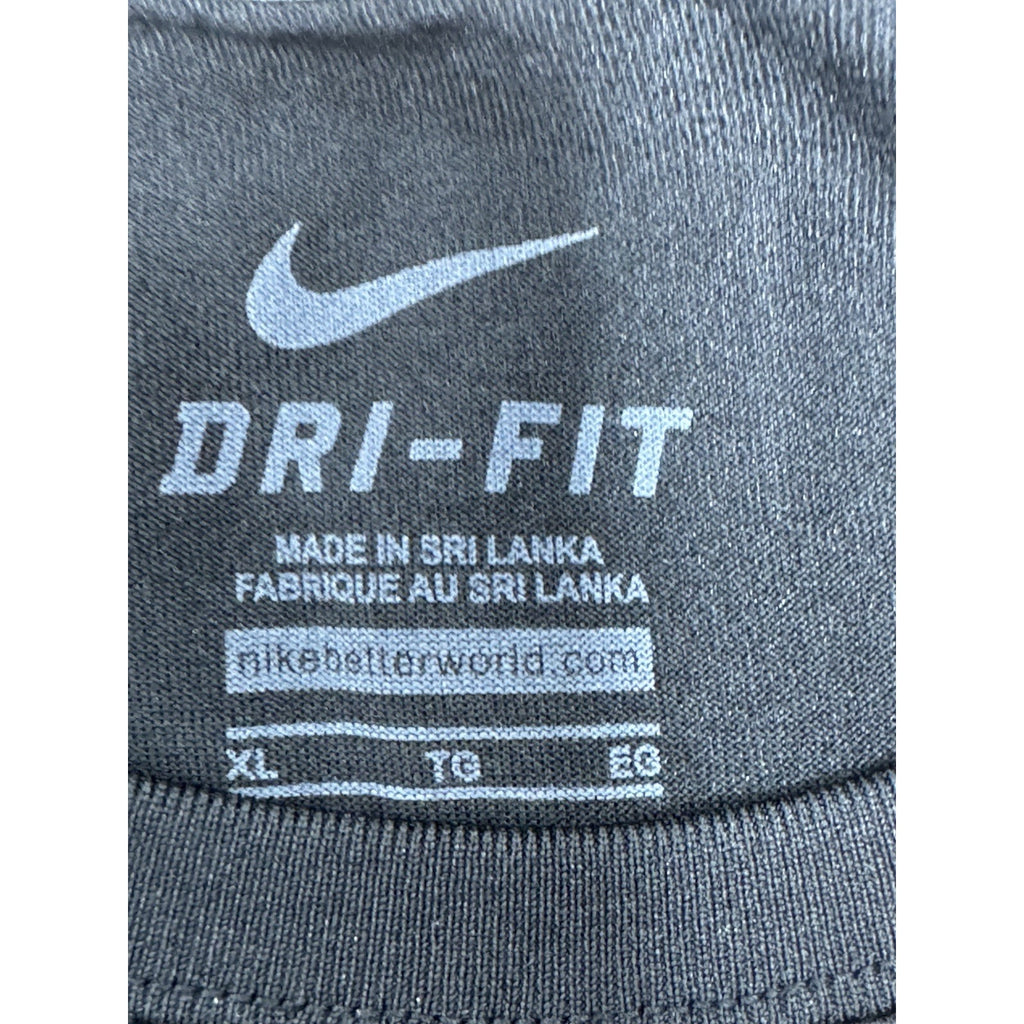 DRI-FIT
MADE IN SRI LANKA
FABRIQUE AU SRI LANKA
nikebetterworld.com
XL TG EG